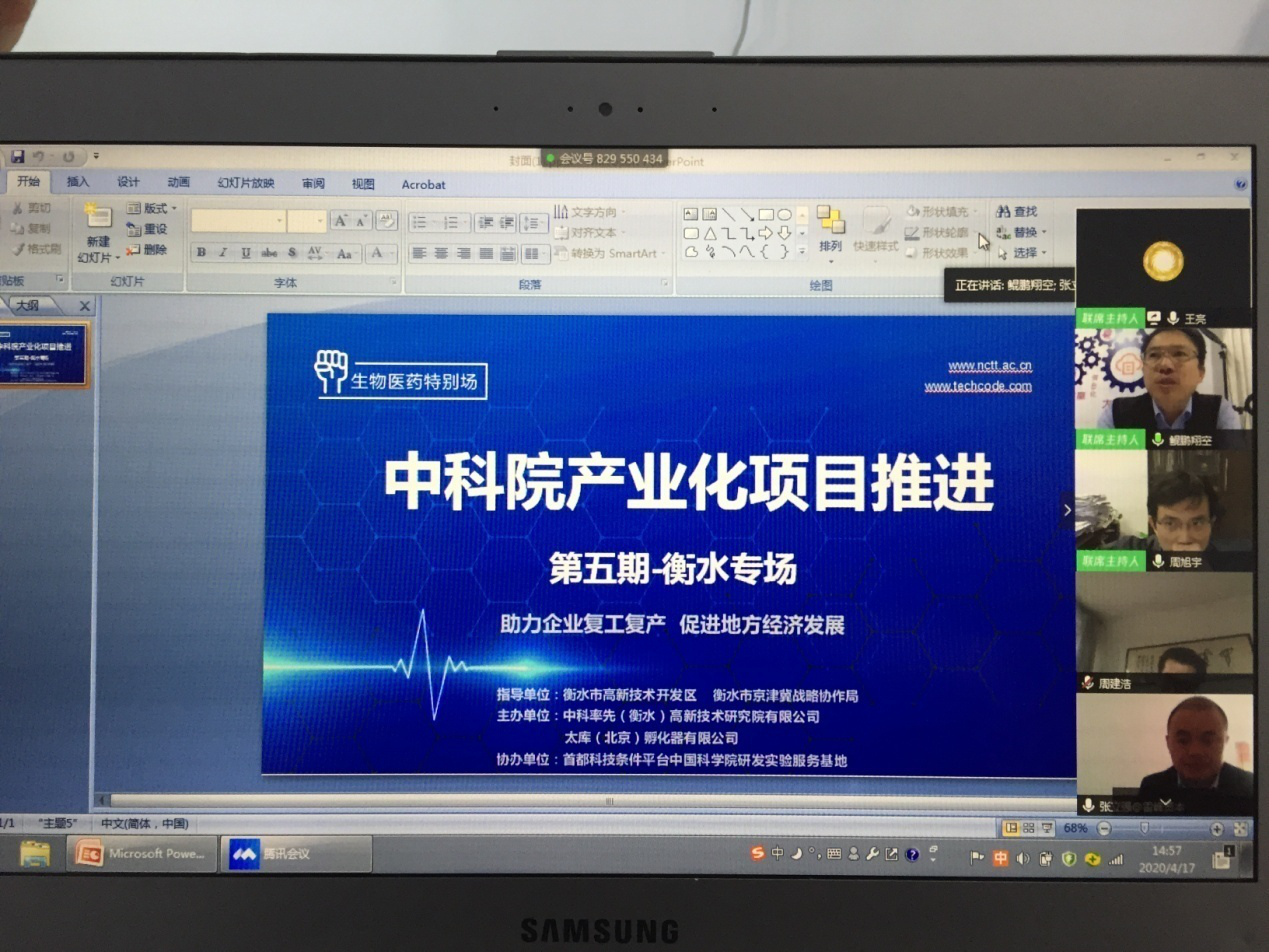 会议号 829 550 434
开始 插入 设计 动画 幻灯片放映 审阅 视图 Acrobat
剪切
复制
格式刷
新建
幻灯片
版式
重设
删除
幻灯片
B I U abc S AV Aa A
字体
文字方向
对齐文本
转换为 SmartArt
段落
排列
快速样式
形状填充
形状轮廓
形状效果
绘图
查找
替换
选择
正在讲话: 鲲鹏翔空;
大纲
生物医药特别场
www.nctt.ac.cn
www.techcode.com
中科院产业化项目推进
第五期-衡水专场
助力企业复工复产 促进地方经济发展
指导单位：衡水市高新技术开发区 衡水市京津冀战略协作局
主办单位：中科率先（衡水）高新技术研究院有限公司
太库（北京）孵化器有限公司
协办单位：首都科技条件平台中国科学院研发实验服务基地
联席主持人 王亮
联席主持人 鲲鹏翔空
联席主持人 周旭宇
周建浩
1/1 "主题5" 中文(简体，中国)
68%
Microsoft Powe...
腾讯会议
中
中
14:57
2020/4/17
SAMSUNG